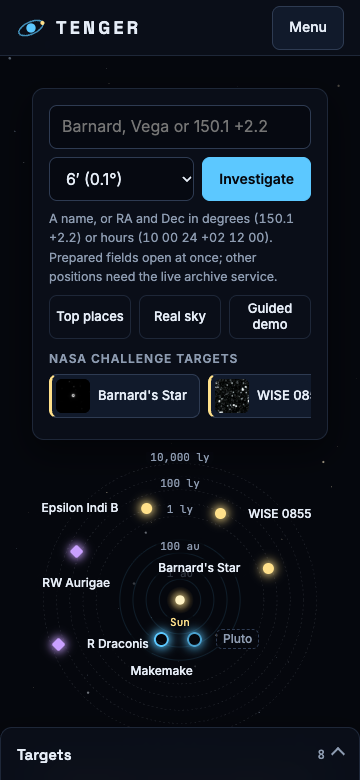 TENGER
Menu
Barnard, Vega or 150.1 +2.2
6′ (0.1°)
Investigate
A name, or RA and Dec in degrees (150.1
+2.2) or hours (10 00 24 +02 12 00).
Prepared fields open at once; other
positions need the live archive service.
Top places
Real sky
Guided
demo
NASA CHALLENGE TARGETS
Barnard's Star
WISE 08
10,000 ly
100 ly
Epsilon Indi B
1 ly
WISE 0855
100 au
Barnard's Star
1 au
RW Aurigae
Sun
R Draconis
Pluto
Makemake
Targets
8